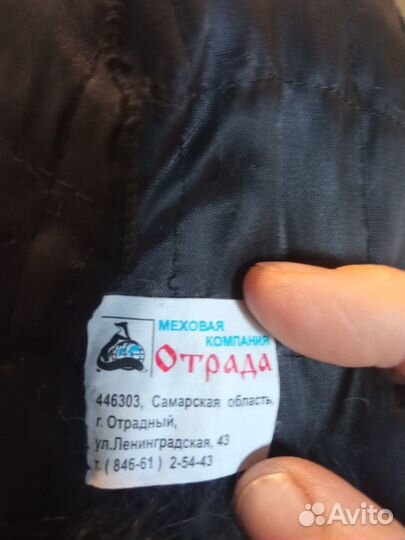 МЕХОВАЯ
КОМПАНИЯ
ОТРАДА
446303, Самарская область,
г. Отрадный,
ул.Ленинградская, 43
т. ( 846-61 ) 2-54-43
Avito